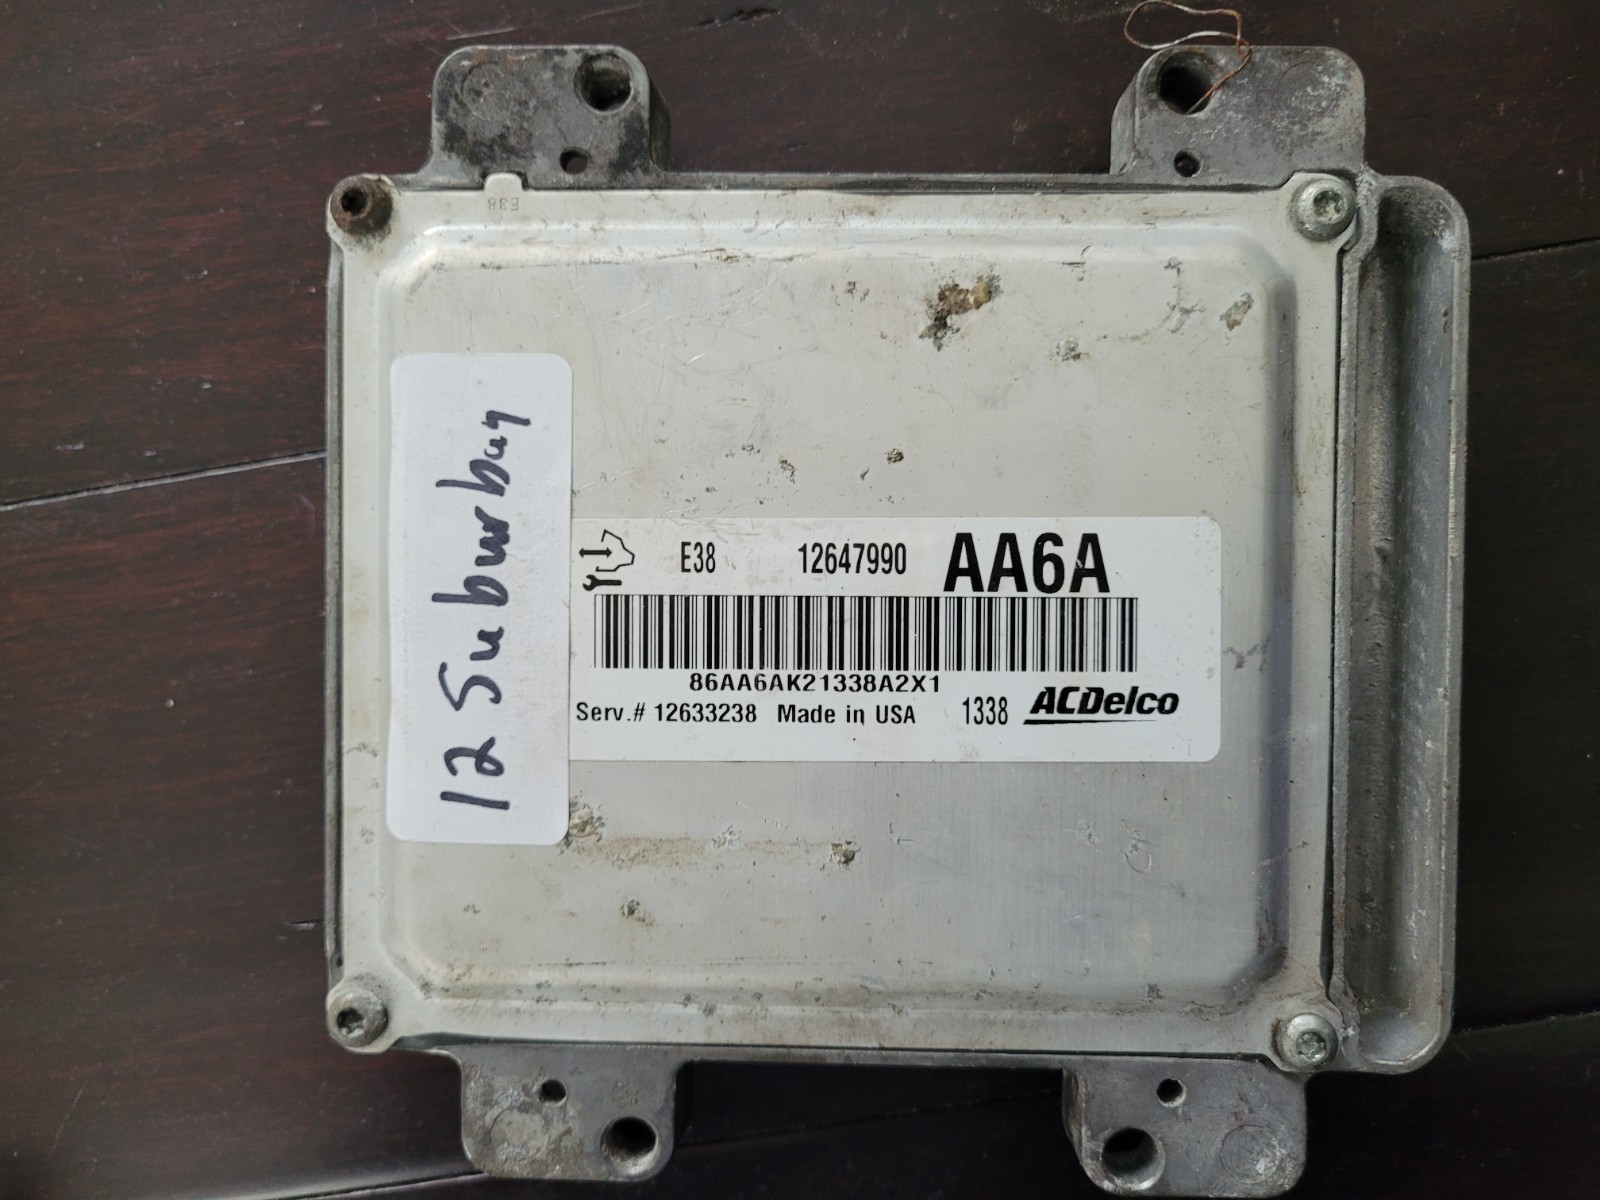 E38
12 Suburban
E38 12647990 AA6A
86AA6AK21338A2X1
Serv.# 12633238 Made in USA 1338 ACDelco